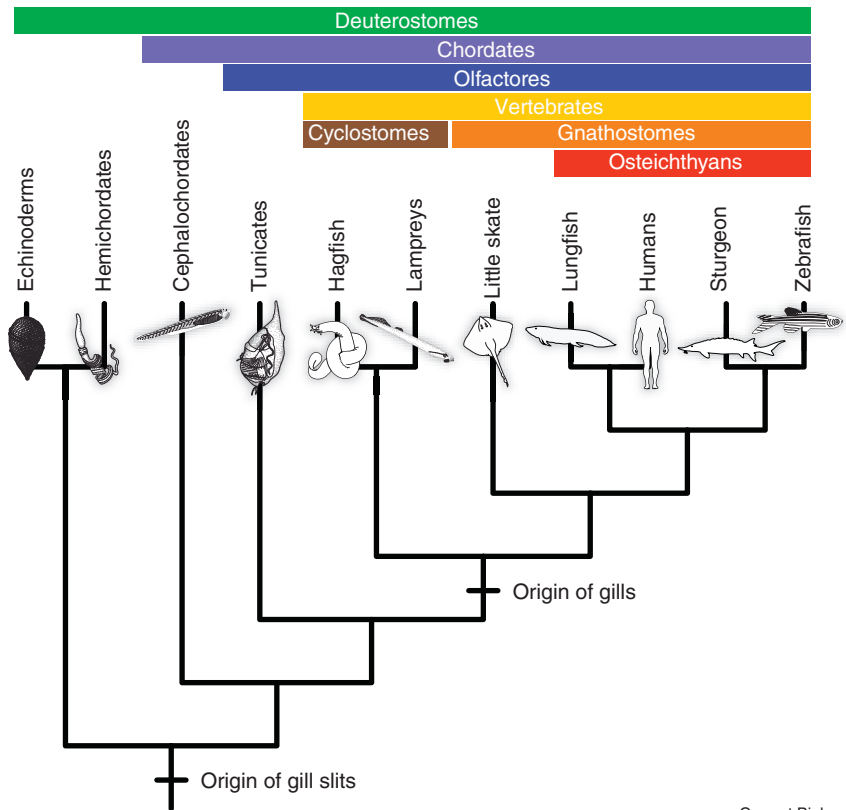 Deuterostomes
Chordates
Olfactores
Vertebrates
Cyclostomes
Gnathostomes
Osteichthyans
Echinoderms
Hemichordates
Cephalochordates
Tunicates
Hagfish
Lampreys
Little skate
Lungfish
Humans
Sturgeon
Zebrafish
Origin of gills
Origin of gill slits